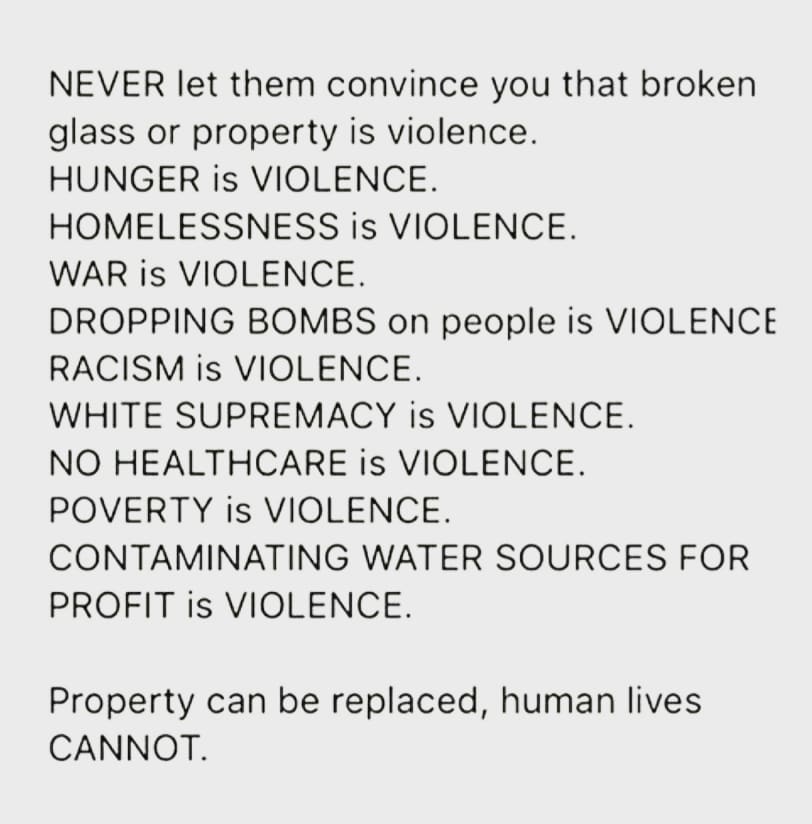 NEVER let them convince you that broken
glass or property is violence.
HUNGER is VIOLENCE.
HOMELESSNESS is VIOLENCE.
WAR is VIOLENCE.
DROPPING BOMBS on people is VIOLENCE
RACISM is VIOLENCE.
WHITE SUPREMACY is VIOLENCE.
NO HEALTHCARE is VIOLENCE.
POVERTY is VIOLENCE.
CONTAMINATING WATER SOURCES FOR
PROFIT is VIOLENCE.
Property can be replaced, human lives
CANNOT.